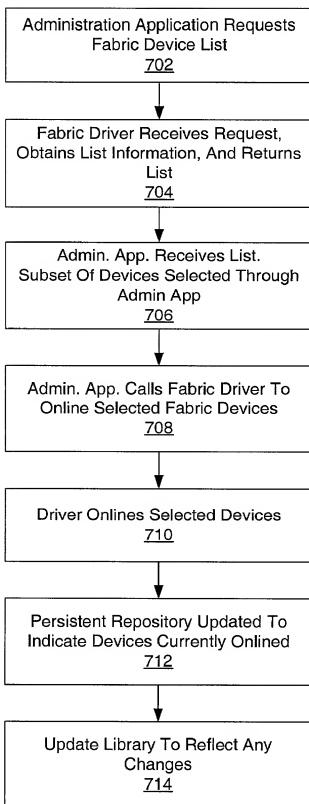 Administration Application Requests
Fabric Device List
702
Fabric Driver Receives Request,
Obtains List Information, And Returns
List
704
Admin. App. Receives List.
Subset Of Devices Selected Through
Admin App
706
Admin. App. Calls Fabric Driver To
Online Selected Fabric Devices
708
Driver Onlines Selected Devices
710
Persistent Repository Updated To
Indicate Devices Currently Onlined
712
Update Library To Reflect Any
Changes
714